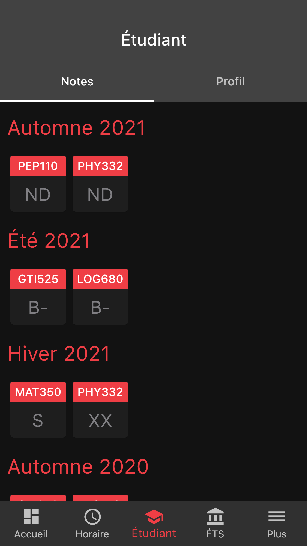 Étudiant
Notes Profil
Automne 2021
PEP110 PHY332
ND ND
Été 2021
GTI525 LOG680
B- B-
Hiver 2021
MAT350 PHY332
S XX
Automne 2020
Accueil Horaire Étudiant ÉTS Plus